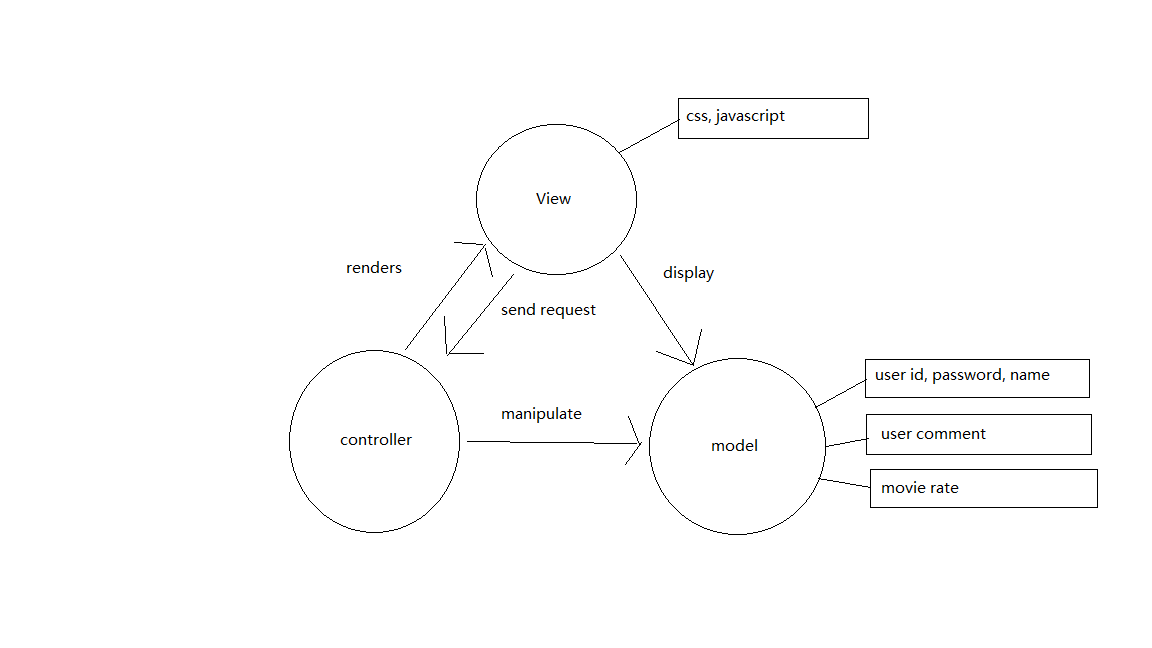 css, javascript
View
renders
display
send request
user id, password, name
manipulate
user comment
controller
model
movie rate